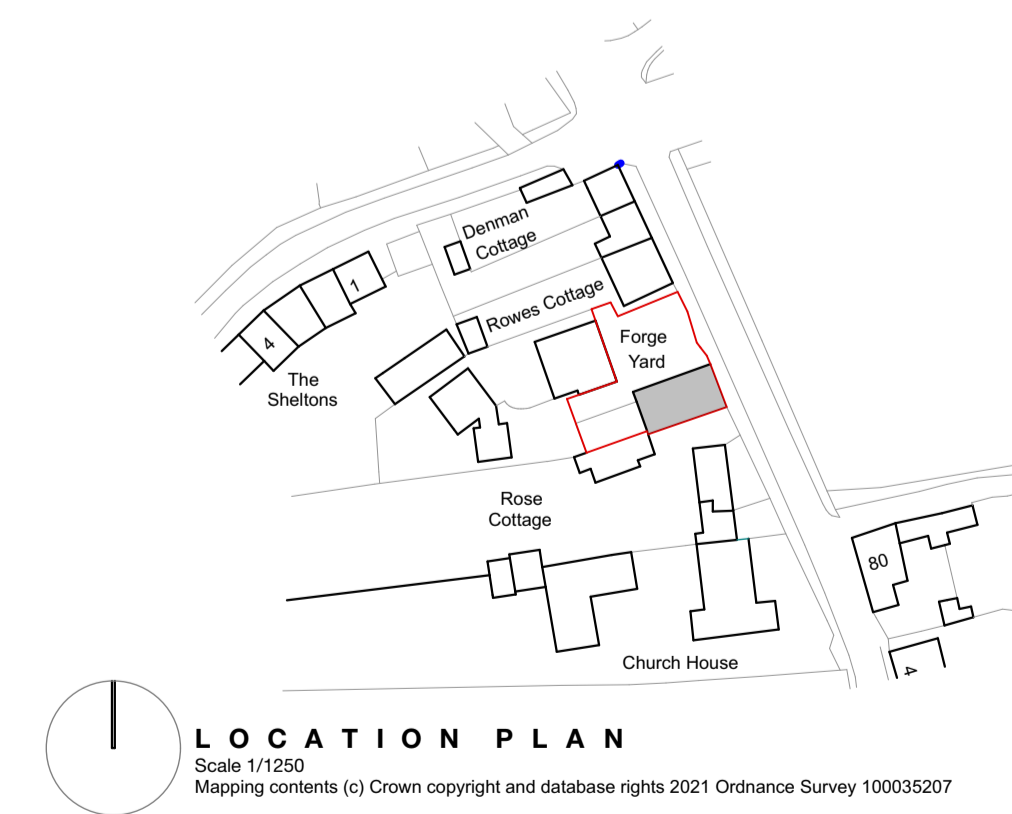 Denman
Cottage
1
Rowes Cottage
4
Forge
Yard
The
Sheltons
Rose
Cottage
80
Church House
4
LOCATION PLAN
Scale 1/1250
Mapping contents (c) Crown copyright and database rights 2021 Ordnance Survey 100035207